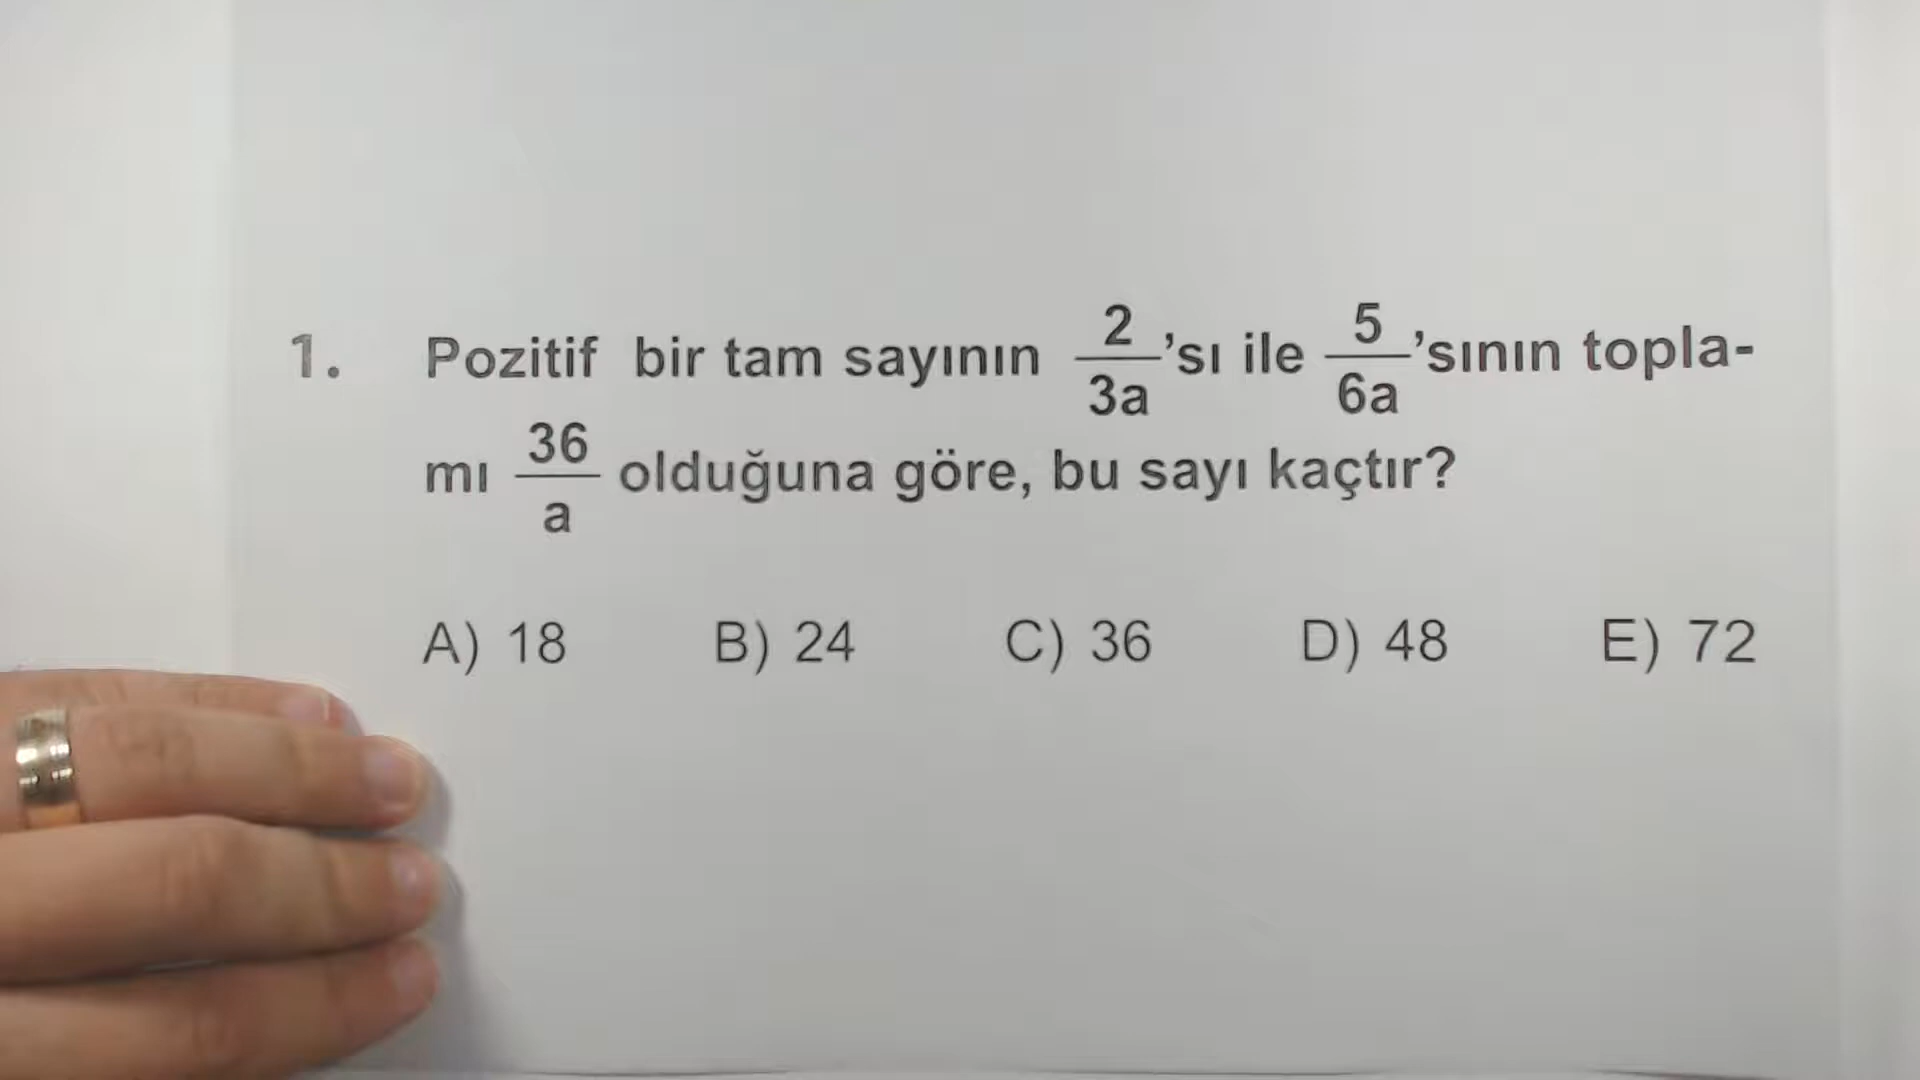 1. Pozitif bir tam sayının 2/3a 'sı ile 5/6a 'sının topla-
mı 36/a olduğuna göre, bu sayı kaçtır?
A) 18 B) 24 C) 36 D) 48 E) 72